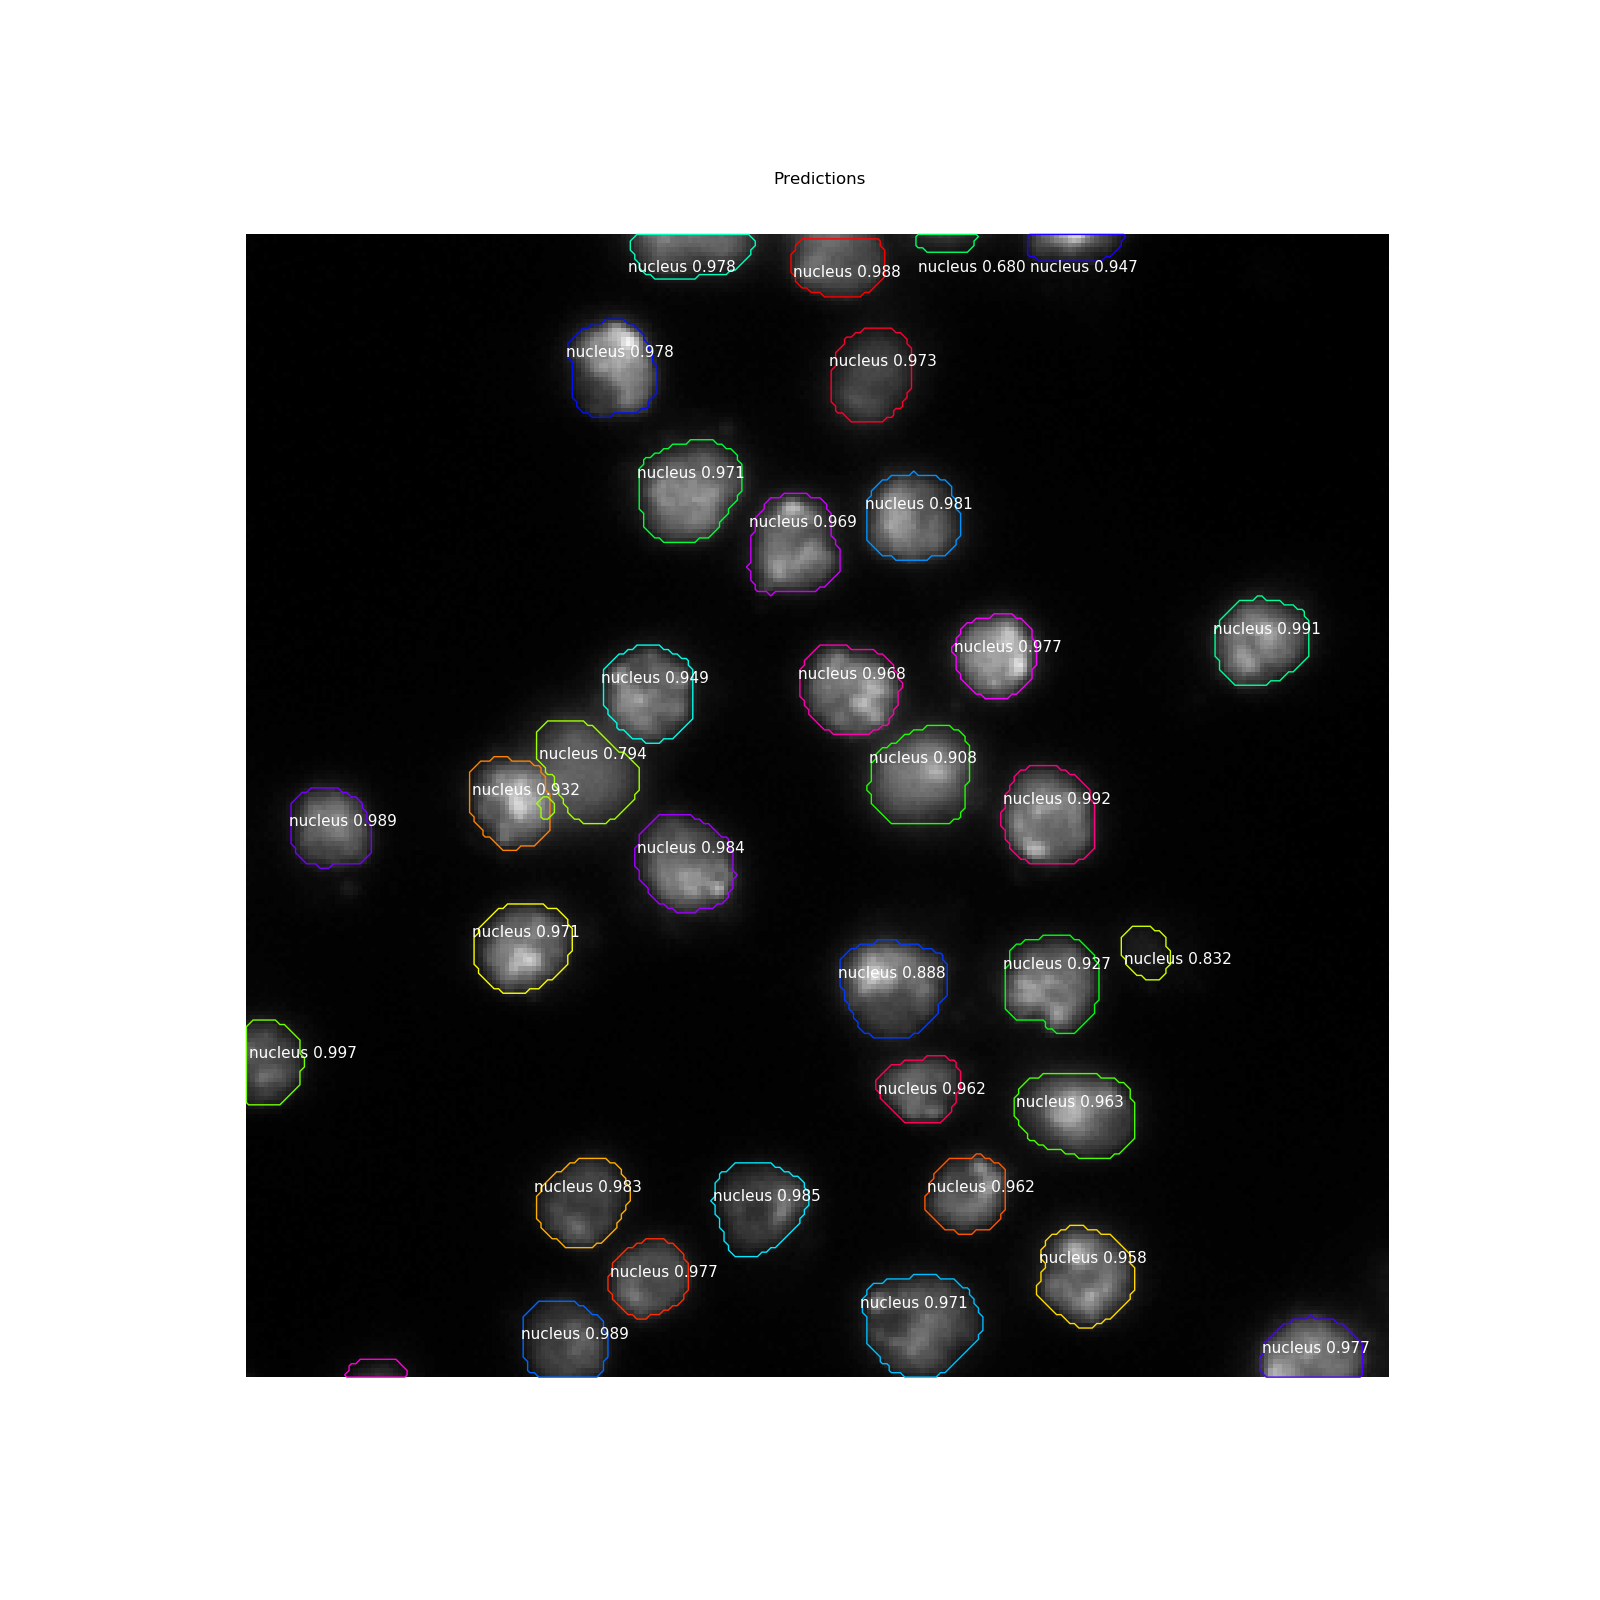 Predictions
nucleus 0.978
nucleus 0.988
nucleus 0.680
nucleus 0.947
nucleus 0.978
nucleus 0.973
nucleus 0.971
nucleus 0.981
nucleus 0.969
nucleus 0.991
nucleus 0.977
nucleus 0.968
nucleus 0.949
nucleus 0.794
nucleus 0.908
nucleus 0.932
nucleus 0.992
nucleus 0.989
nucleus 0.984
nucleus 0.971
nucleus 0.832
nucleus 0.927
nucleus 0.888
nucleus 0.997
nucleus 0.962
nucleus 0.963
nucleus 0.983
nucleus 0.985
nucleus 0.962
nucleus 0.958
nucleus 0.977
nucleus 0.971
nucleus 0.989
nucleus 0.977